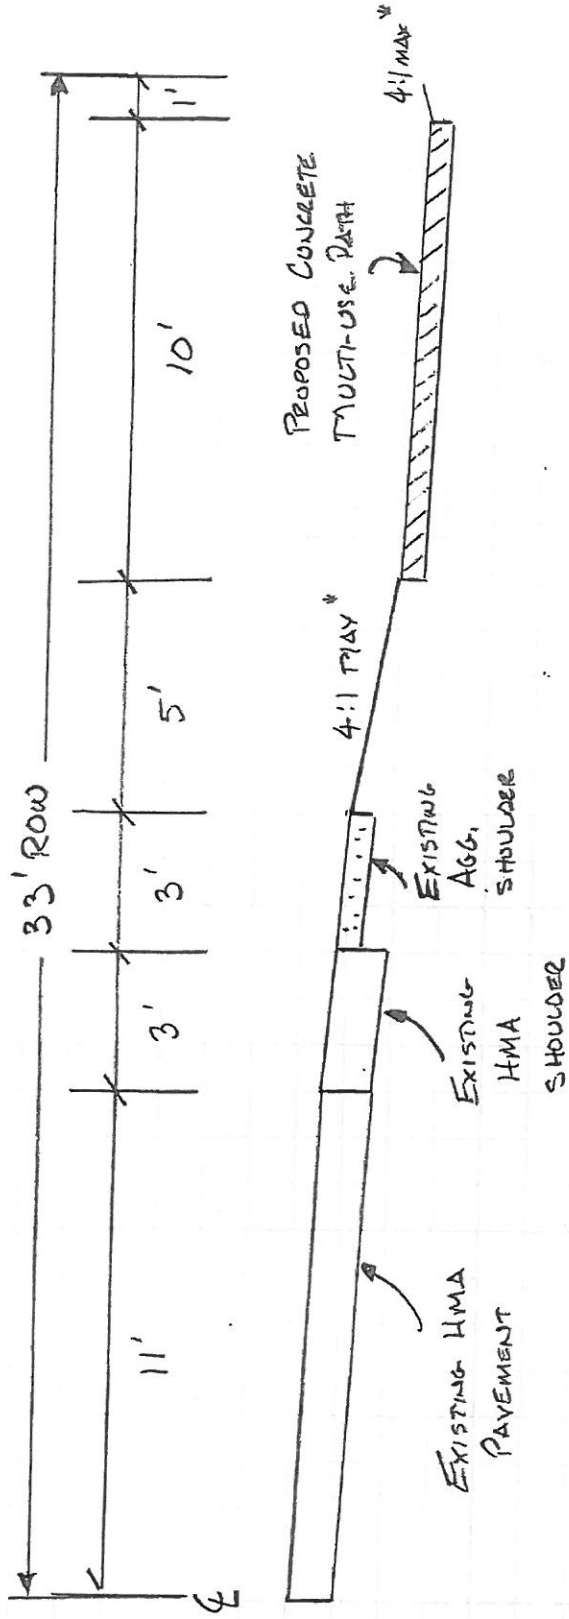 33' ROW
11'
3'
3'
5'
10'
1'
℄
EXISTING HMA
PAVEMENT
EXISTING
HMA
SHOULDER
EXISTING
AGG.
SHOULDER
4:1 MAX*
PROPOSED CONCRETE
MULTI-USE PATH
4:1 MAX*